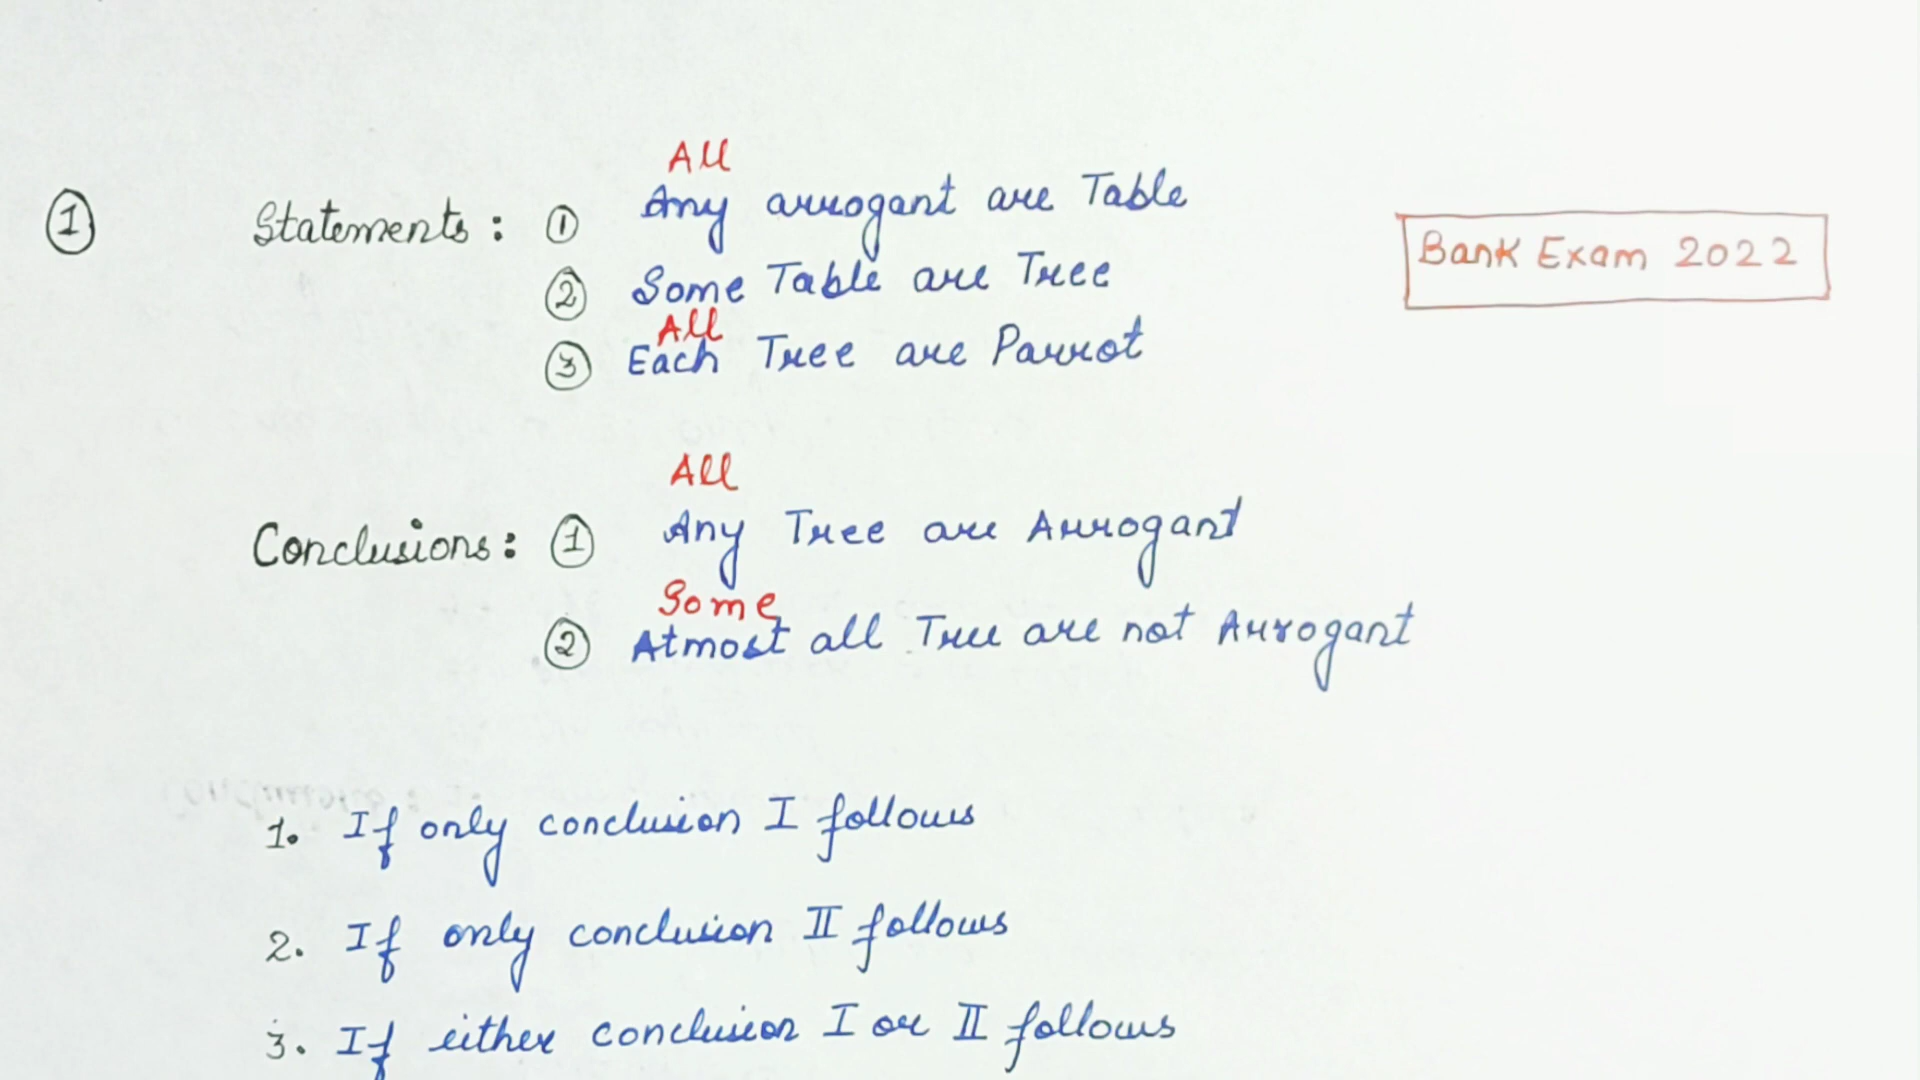 All
① Statements : ① Any arrogant are Table
Bank Exam 2022
② Some Table are Tree
All
③ Each Tree are Parrot
All
Conclusions : ① Any Tree are Arrogant
Some
② Atmost all Tree are not Arrogant
1. If only conclusion I follows
2. If only conclusion II follows
3. If either conclusion I or II follows